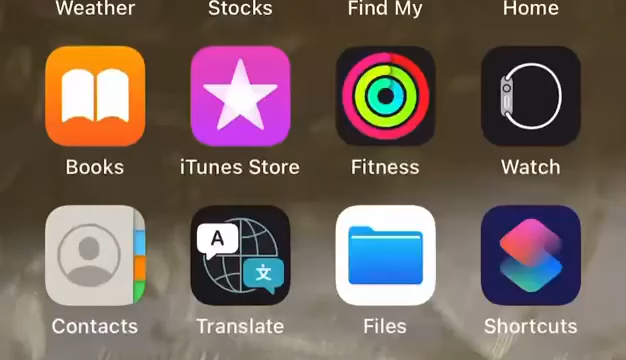 Weather Stocks Find My Home
Books iTunes Store Fitness Watch
A
文
Contacts Translate Files Shortcuts